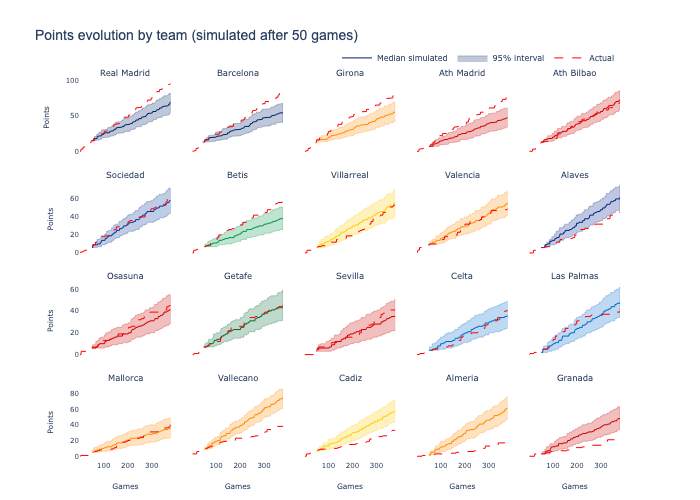 Points evolution by team (simulated after 50 games)
Median simulated 95% interval Actual
Real Madrid Barcelona Girona Ath Madrid Ath Bilbao
100
50
0
Points
Sociedad Betis Villarreal Valencia Alaves
60
40
20
0
Points
Osasuna Getafe Sevilla Celta Las Palmas
60
40
20
0
Points
Mallorca Vallecano Cadiz Almeria Granada
80
60
40
20
0
Points
100 200 300 100 200 300 100 200 300 100 200 300 100 200 300
Games Games Games Games Games